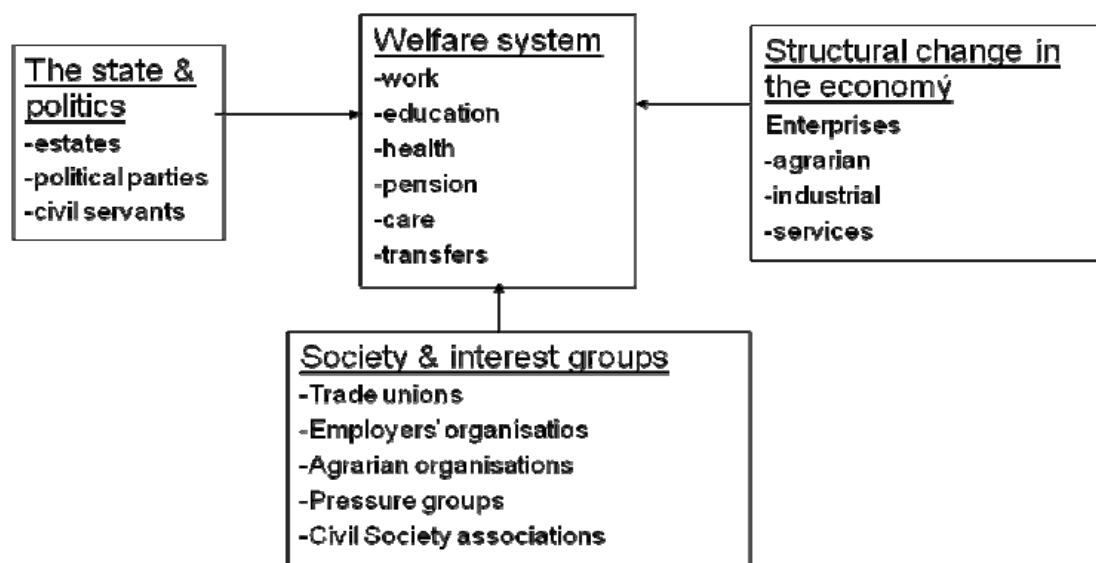 The state &
politics
-estates
-political parties
-civil servants
Welfare system
-work
-education
-health
-pension
-care
-transfers
Structural change in
the economý
Enterprises
-agrarian
-industrial
-services
Society & interest groups
-Trade unions
-Employers' organisatios
-Agrarian organisations
-Pressure groups
-Civil Society associations